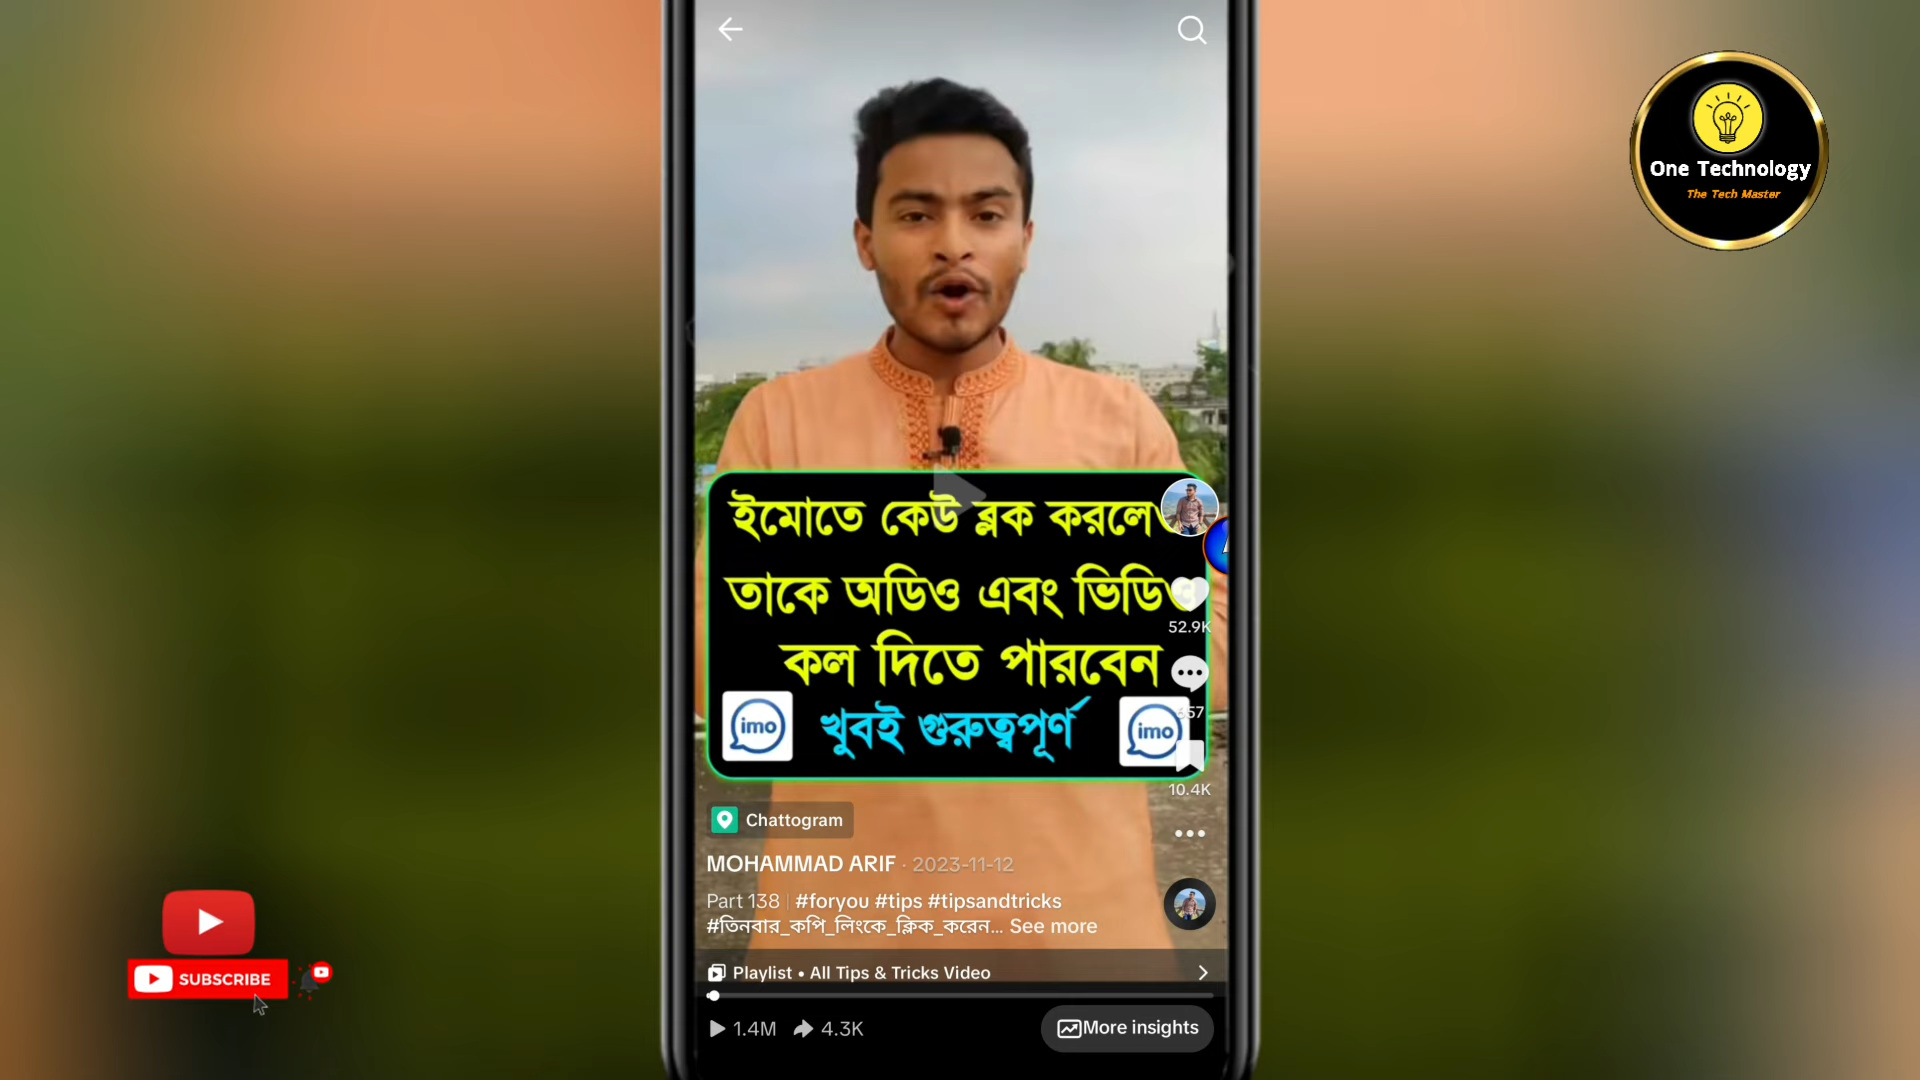 One Technology
The Tech Master
ইমোতে কেউ ব্লক করলেও
তাকে অডিও এবং ভিডিও
কল দিতে পারবেন
imo
খুবই গুরুত্বপূর্ণ
imo
52.9K
657
10.4K
Chattogram
MOHAMMAD ARIF · 2023-11-12
Part 138 | #foryou #tips #tipsandtricks
#তিনবার_কপি_লিংকে_ক্লিক_করেন... See more
Playlist • All Tips & Tricks Video
1.4M
4.3K
More insights
SUBSCRIBE